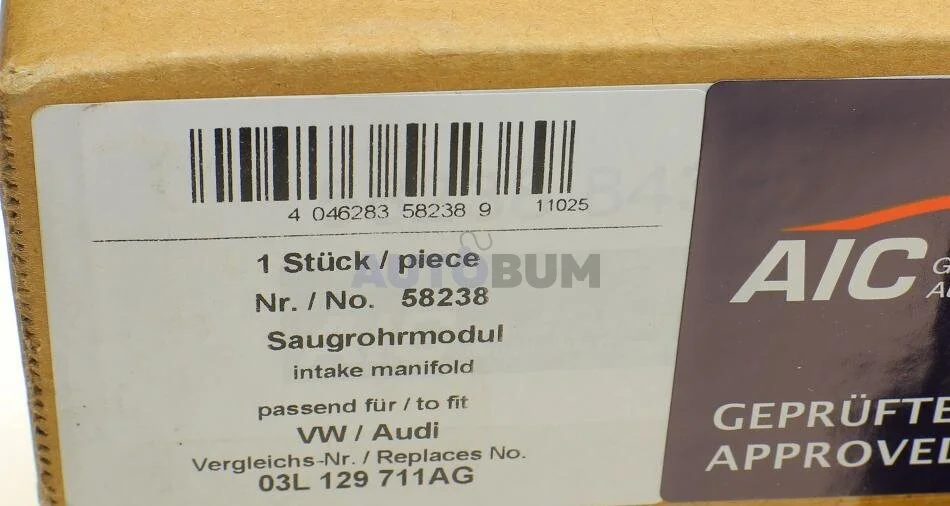 4 046283 58238 9 11025
1 Stück / piece
AUTOBUM
Nr. / No. 58238
Saugrohrmodul
intake manifold
passend für / to fit
VW / Audi
Vergleichs-Nr. / Replaces No.
03L 129 711AG
AIC
GEPRÜFTE
APPROVED